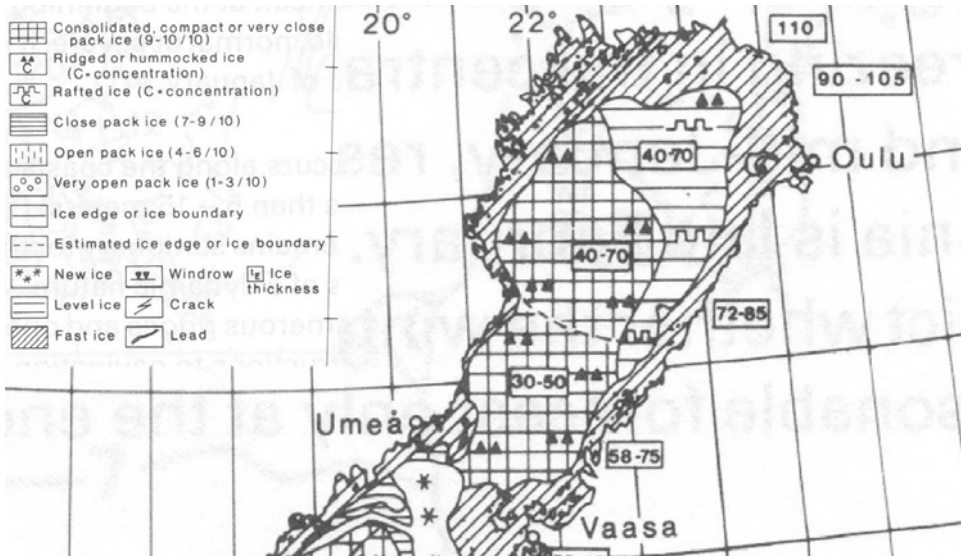 Consolidated, compact or very close
pack ice (9-10/10)
Ridged or hummocked ice
C
(C = concentration)
Rafted ice (C = concentration)
C
Close pack ice (7-9/10)
Open pack ice (4-6/10)
Very open pack ice (1-3/10)
Ice edge or ice boundary
Estimated ice edge or ice boundary
New ice
Windrow
Ice
thickness
Level ice
Crack
Fast ice
Lead
20°
22°
110
90-105
40-70
Oulu
40-70
72-85
30-50
Umeå
58-75
Vaasa